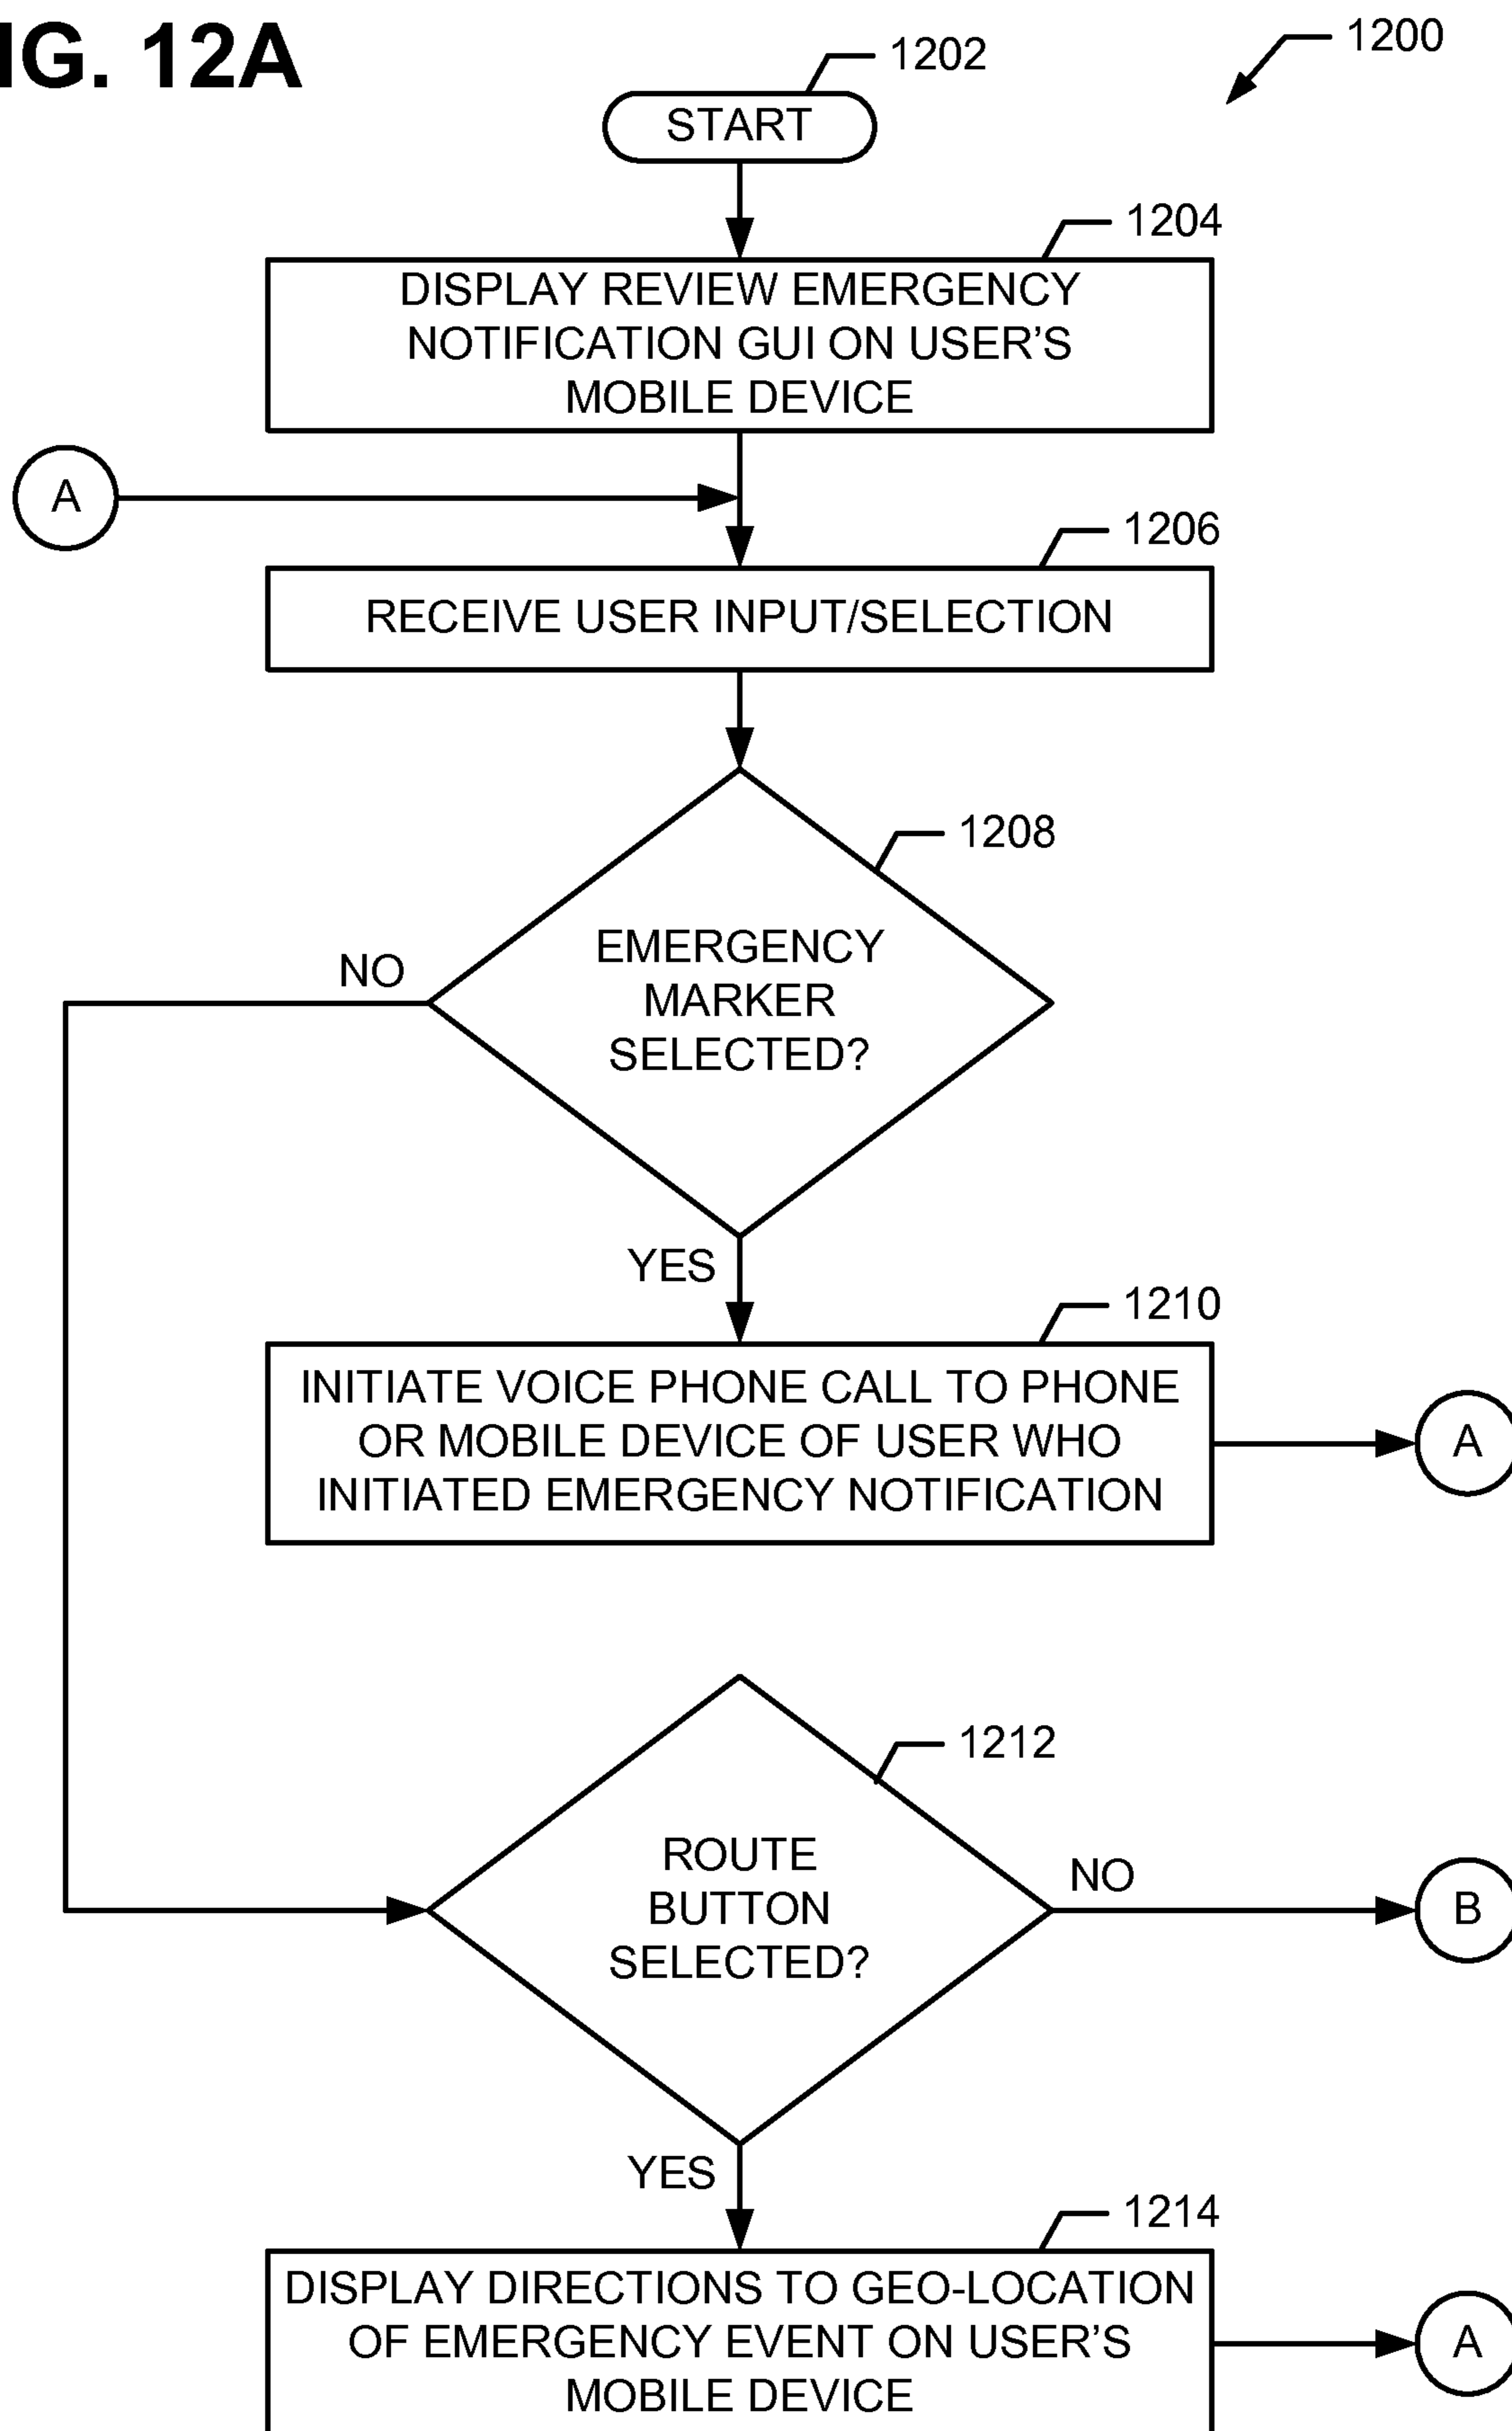 IG. 12A
1200
1202
START
1204
DISPLAY REVIEW EMERGENCY
NOTIFICATION GUI ON USER'S
MOBILE DEVICE
A
1206
RECEIVE USER INPUT/SELECTION
1208
EMERGENCY
MARKER
SELECTED?
NO
YES
1210
INITIATE VOICE PHONE CALL TO PHONE
OR MOBILE DEVICE OF USER WHO
INITIATED EMERGENCY NOTIFICATION
A
1212
ROUTE
BUTTON
SELECTED?
NO
B
YES
1214
DISPLAY DIRECTIONS TO GEO-LOCATION
OF EMERGENCY EVENT ON USER'S
MOBILE DEVICE
A